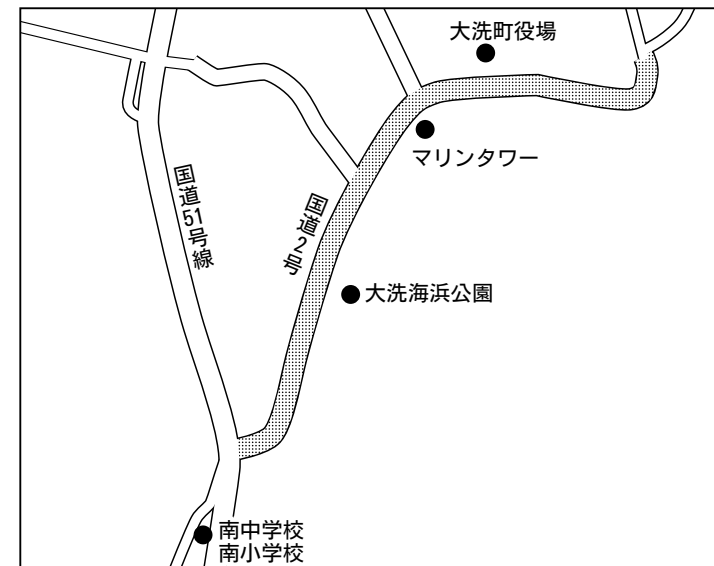 大洗町役場
マリンタワー
国道51号線
国道2号
大洗海浜公園
南中学校
南小学校